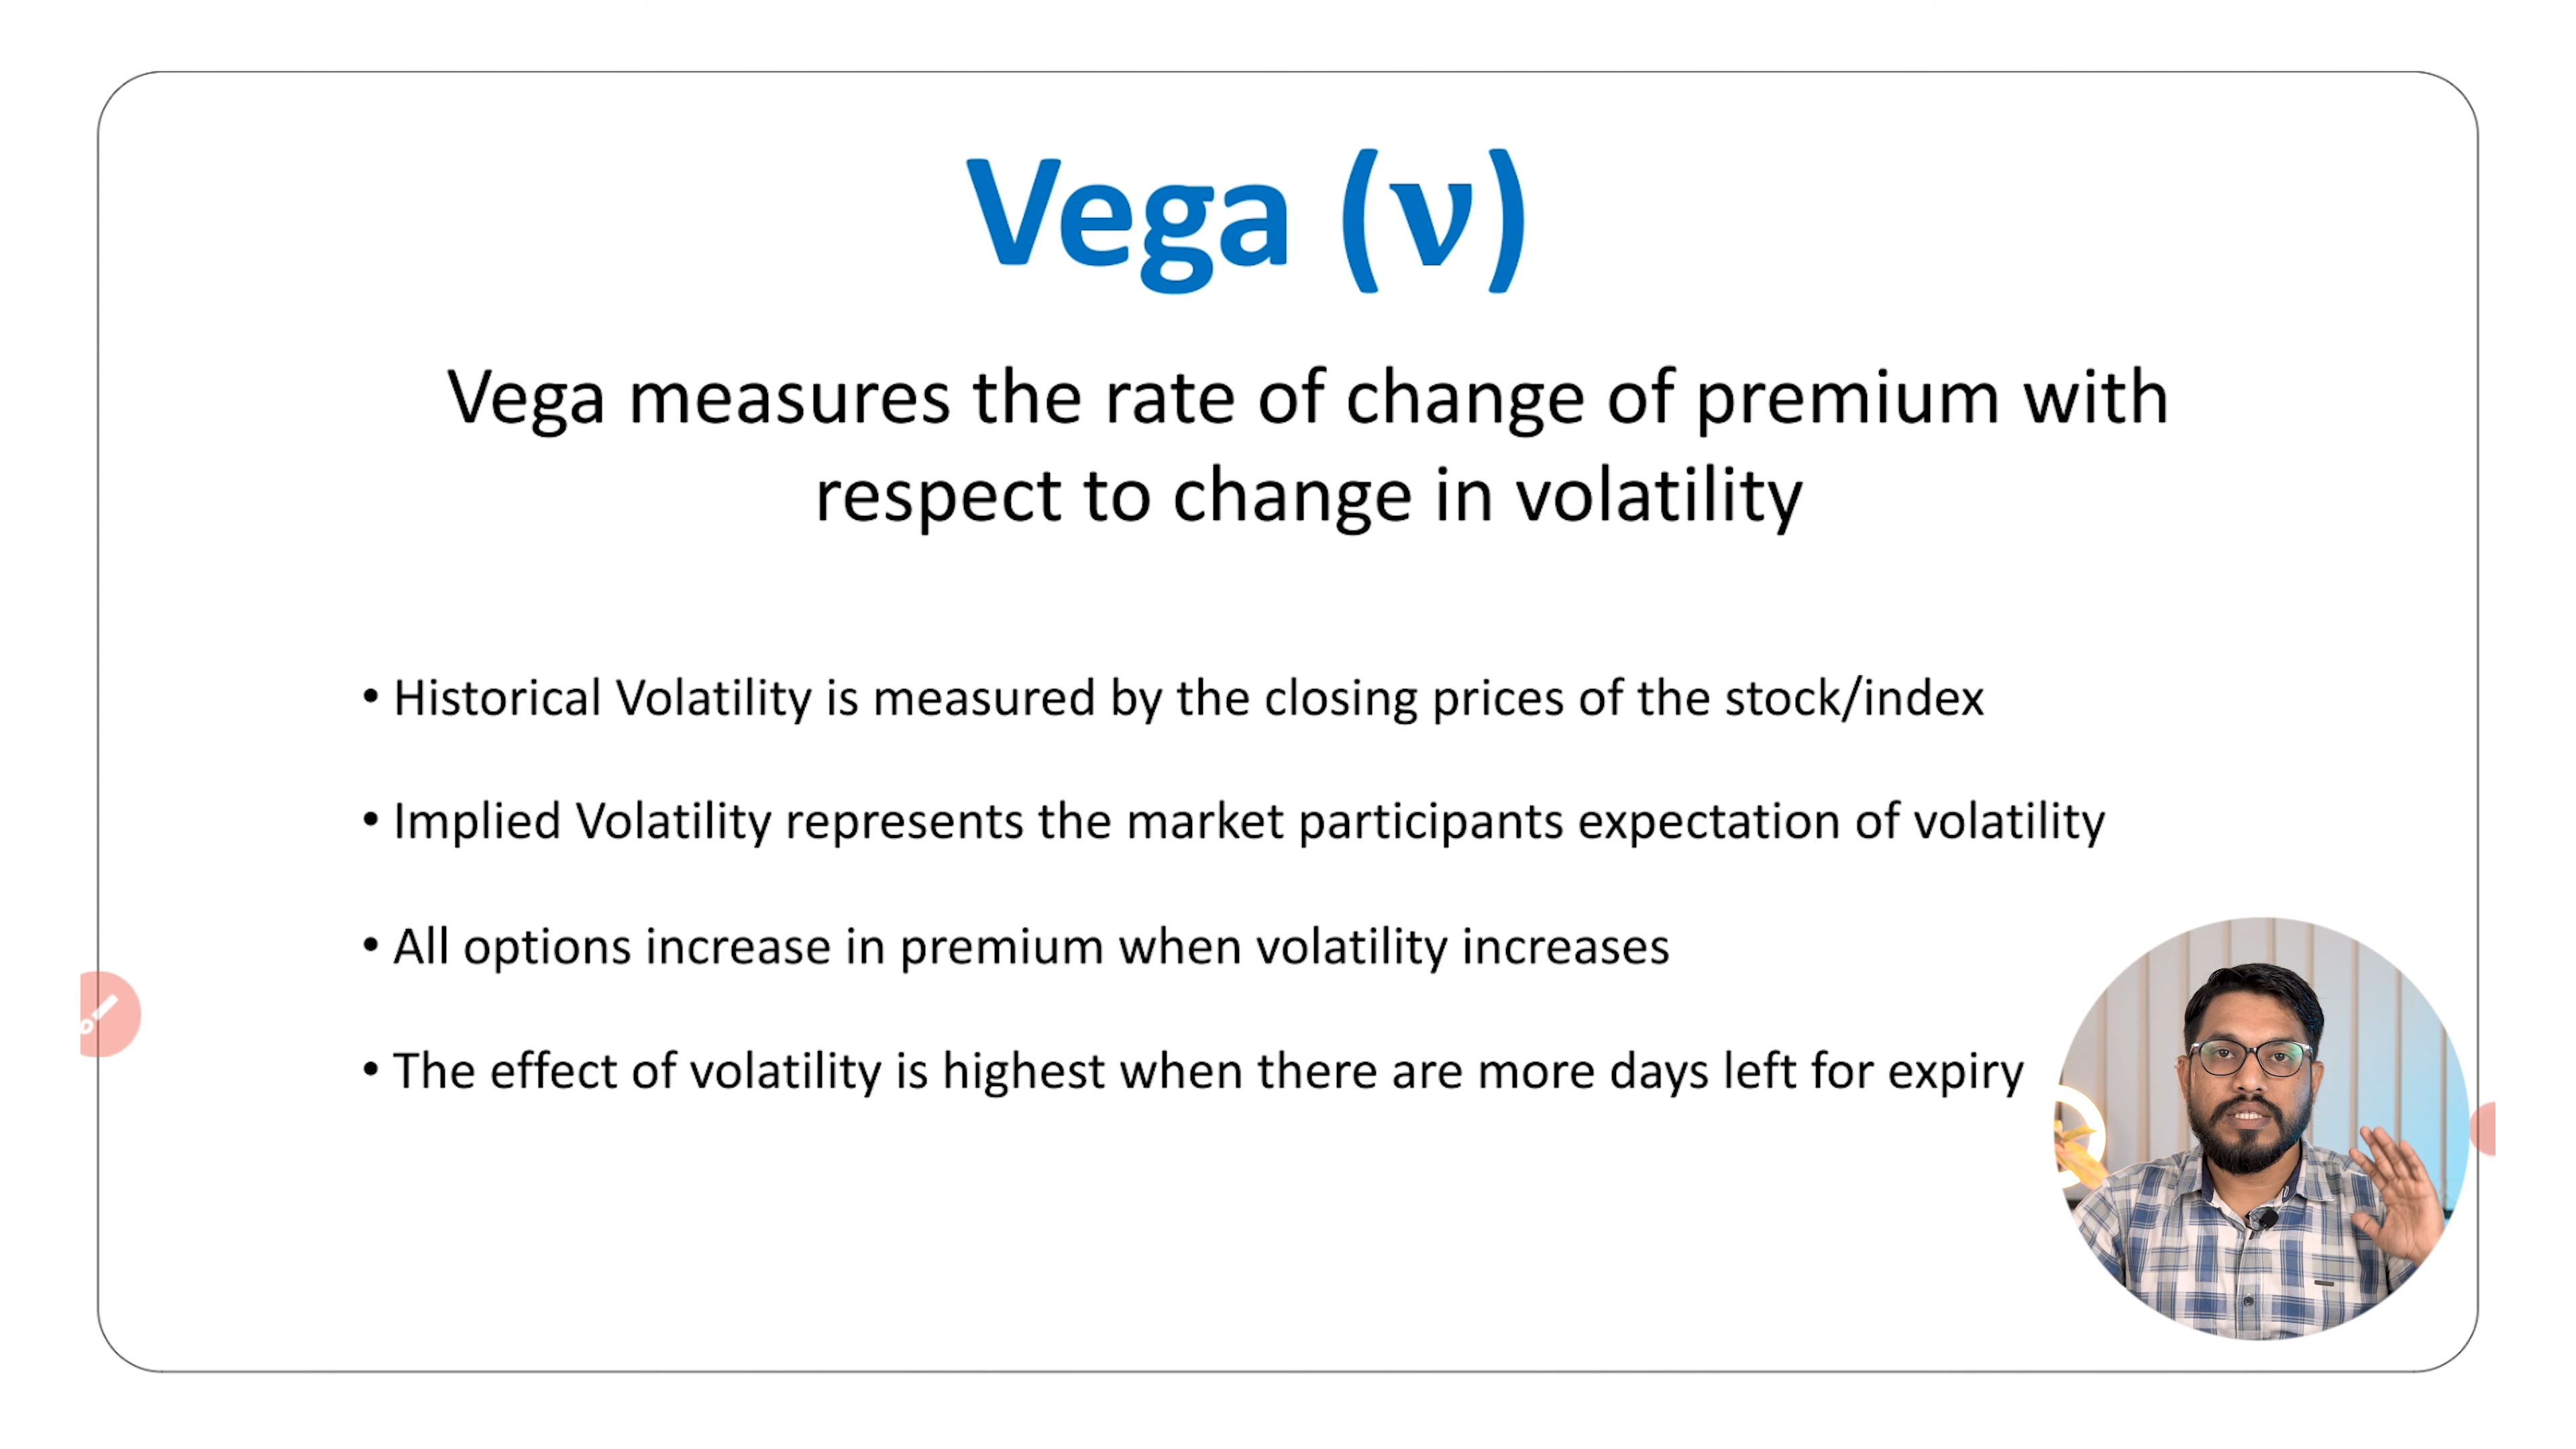 Vega (ν)
Vega measures the rate of change of premium with
respect to change in volatility
• Historical Volatility is measured by the closing prices of the stock/index
• Implied Volatility represents the market participants expectation of volatility
• All options increase in premium when volatility increases
• The effect of volatility is highest when there are more days left for expiry